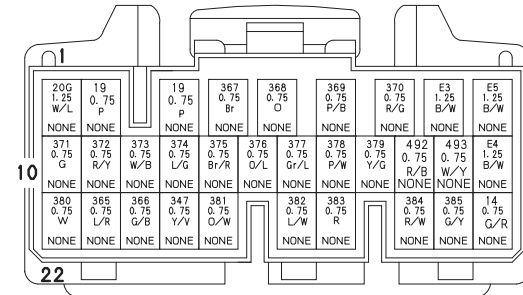 1
20G 19 19 367 368 369 370 E3 E5
1.25 0.75 0.75 0.75 0.75 0.75 0.75 1.25 1.25
W/L P P Br O P/B R/G B/W B/W
NONE NONE NONE NONE NONE NONE NONE NONE NONE
371 372 373 374 375 376 377 378 379 492 493 E4
0.75 0.75 0.75 0.75 0.75 0.75 0.75 0.75 0.75 0.75 0.75 1.25
G R/Y W/B L/G Br/R O/L Gr/L P/W Y/G R/B W/Y B/W
10
NONE NONE NONE NONE NONE NONE NONE NONE NONE NONE NONE NONE
380 365 366 347 381 382 383 384 385 14
0.75 0.75 0.75 0.75 0.75 0.75 0.75 0.75 0.75 0.75
W L/R G/B Y/V O/W L/W R R/W G/Y G/R
NONE NONE NONE NONE NONE NONE NONE NONE NONE NONE
22